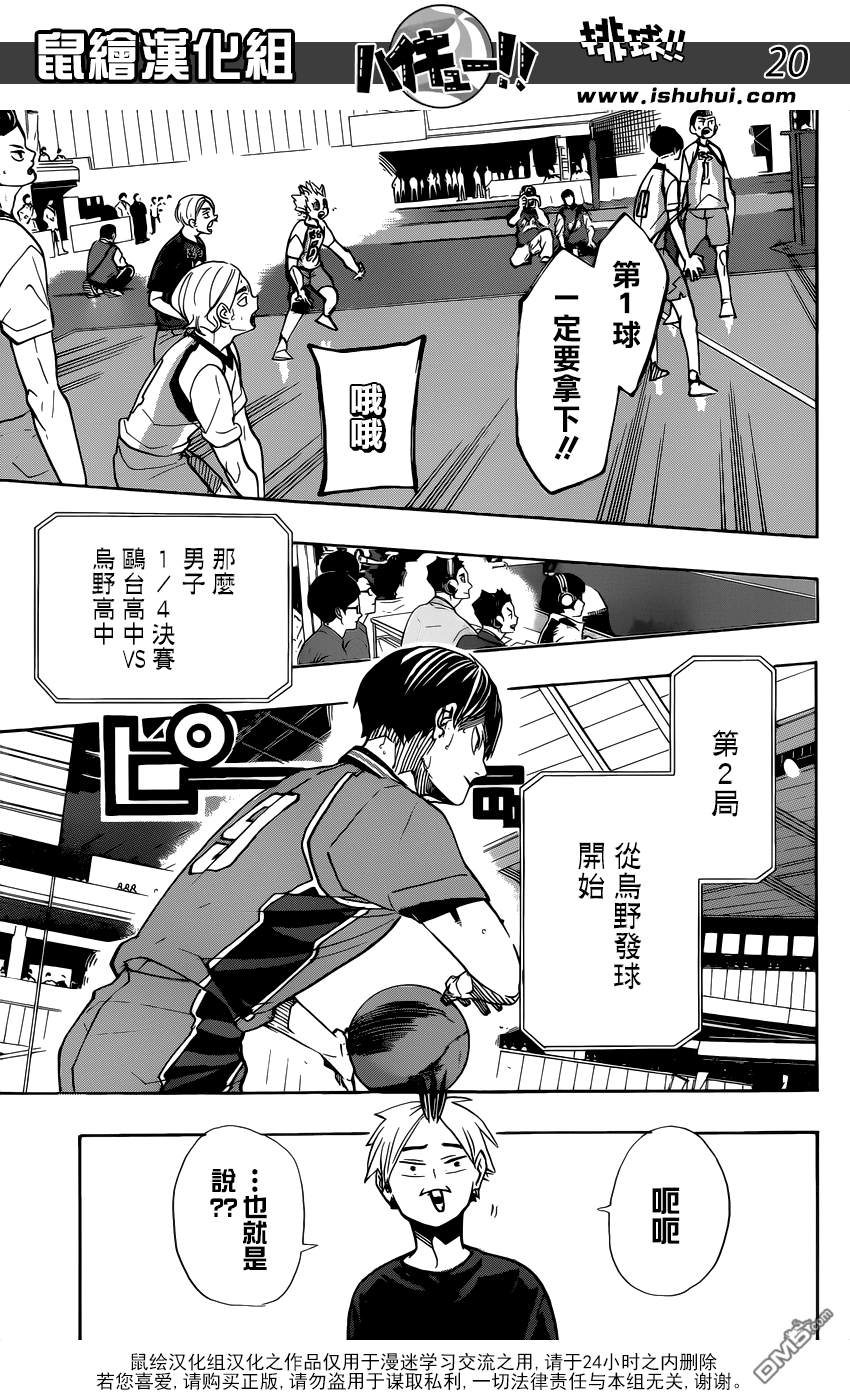 鼠繪漢化組
ハイキュー!!
排球!!
20
www.ishuhui.com
第1球
一定要拿下!!
哦哦
那麼
男子
1/4決賽
鷗台高中VS
烏野高中
第2局
從烏野發球
開始
ピー
9
呃呃
…也就是
說??
鼠绘汉化组汉化之作品仅用于漫迷学习交流之用,请于24小时之内删除
若您喜爱,请购买正版,请勿用于谋取私利,一切法律责任与本组无关,谢谢.
DM5.com